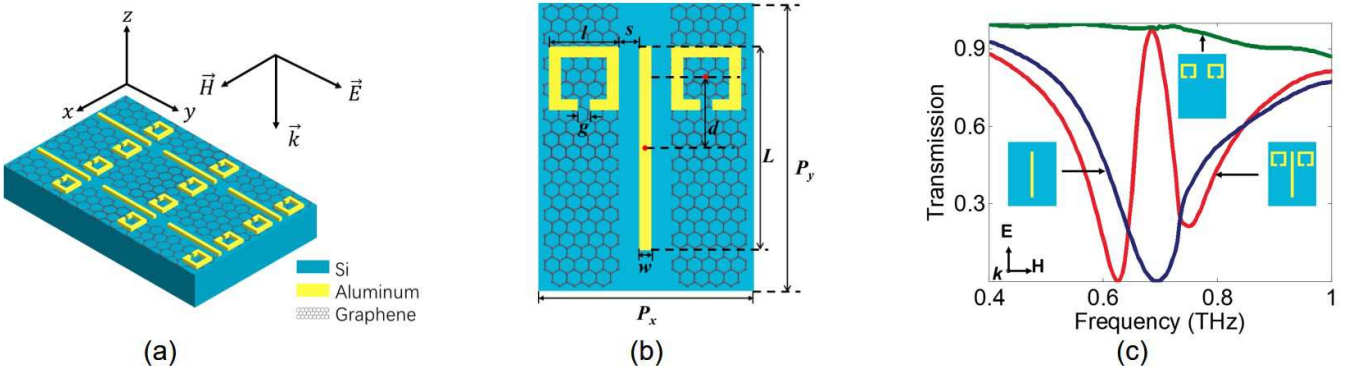 z
x
y
H
E
k
Si
Aluminum
Graphene
(a)
l
s
g
d
L
w
P_x
P_y
(b)
Transmission
0.9
0.6
0.3
E
k
H
0.4
0.6
0.8
1
Frequency (THz)
(c)